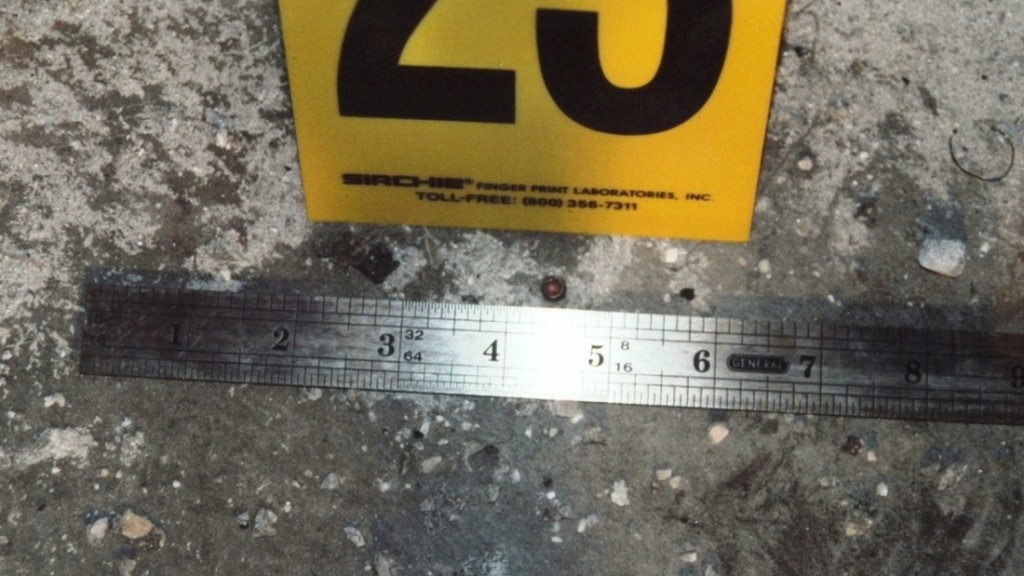 25
SIRCHIE® FINGER PRINT LABORATORIES, INC.
TOLL-FREE: (800) 356-7311
1 2 3 32 4 5 8 6 GENERAL 7 8 9
64 16